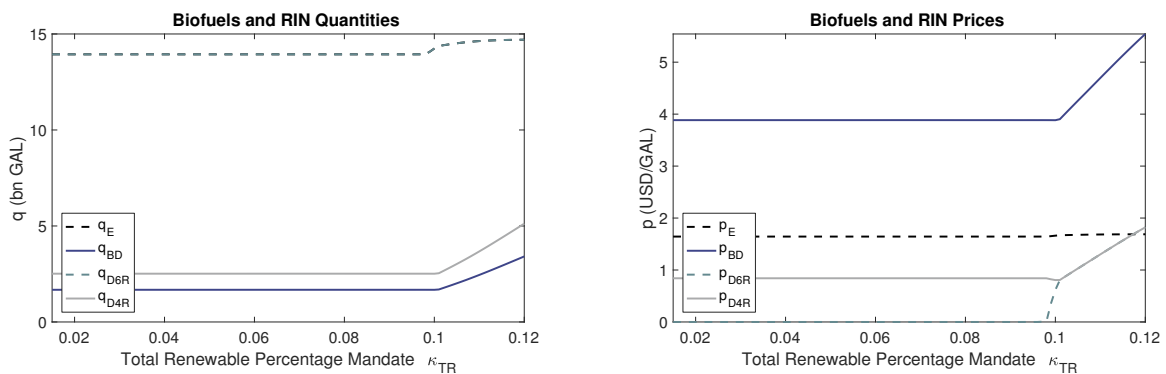 Biofuels and RIN Quantities
15
10
5
0
q (bn GAL)
q_E
q_BD
q_D6R
q_D4R
0.02 0.04 0.06 0.08 0.1 0.12
Total Renewable Percentage Mandate κ_TR
Biofuels and RIN Prices
5
4
3
2
1
0
p (USD/GAL)
p_E
p_BD
p_D6R
p_D4R
0.02 0.04 0.06 0.08 0.1 0.12
Total Renewable Percentage Mandate κ_TR